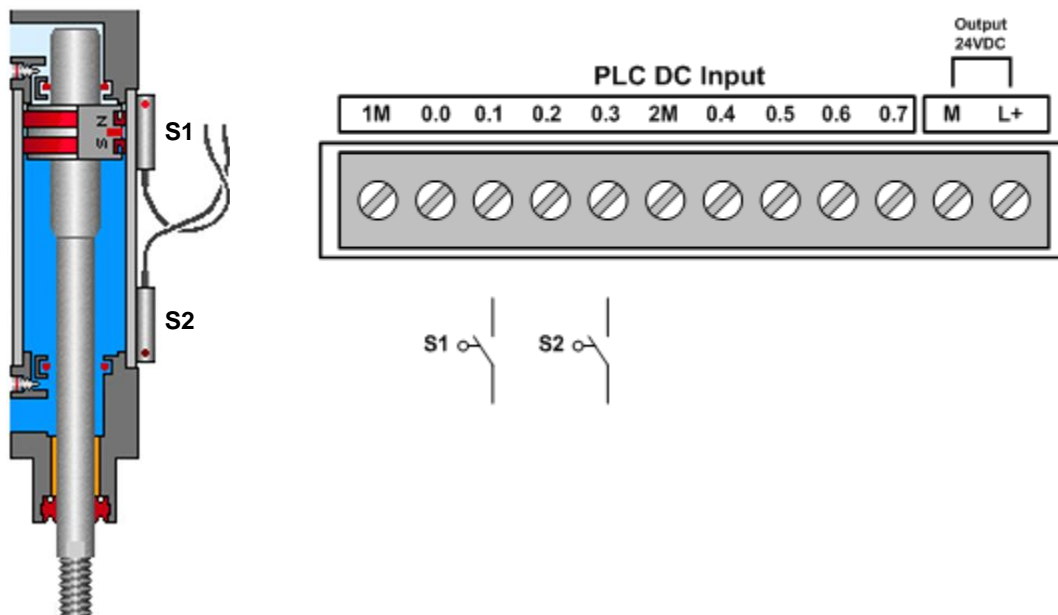 Output
24VDC
PLC DC Input
1M 0.0 0.1 0.2 0.3 2M 0.4 0.5 0.6 0.7 M L+
S1
N
S
S2
S1 S2